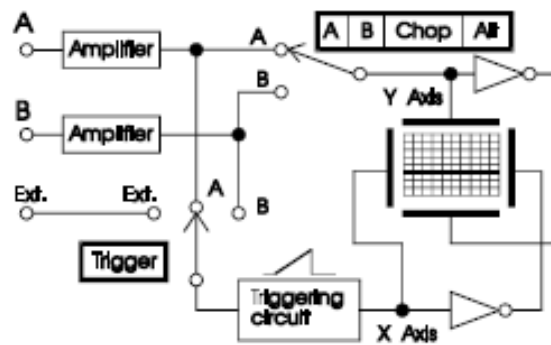 A
Amplifier
A
A B Chop Alt
B
Y Axis
B
Amplifier
Ext. Ext.
A
B
Trigger
Triggering
circuit
X Axis